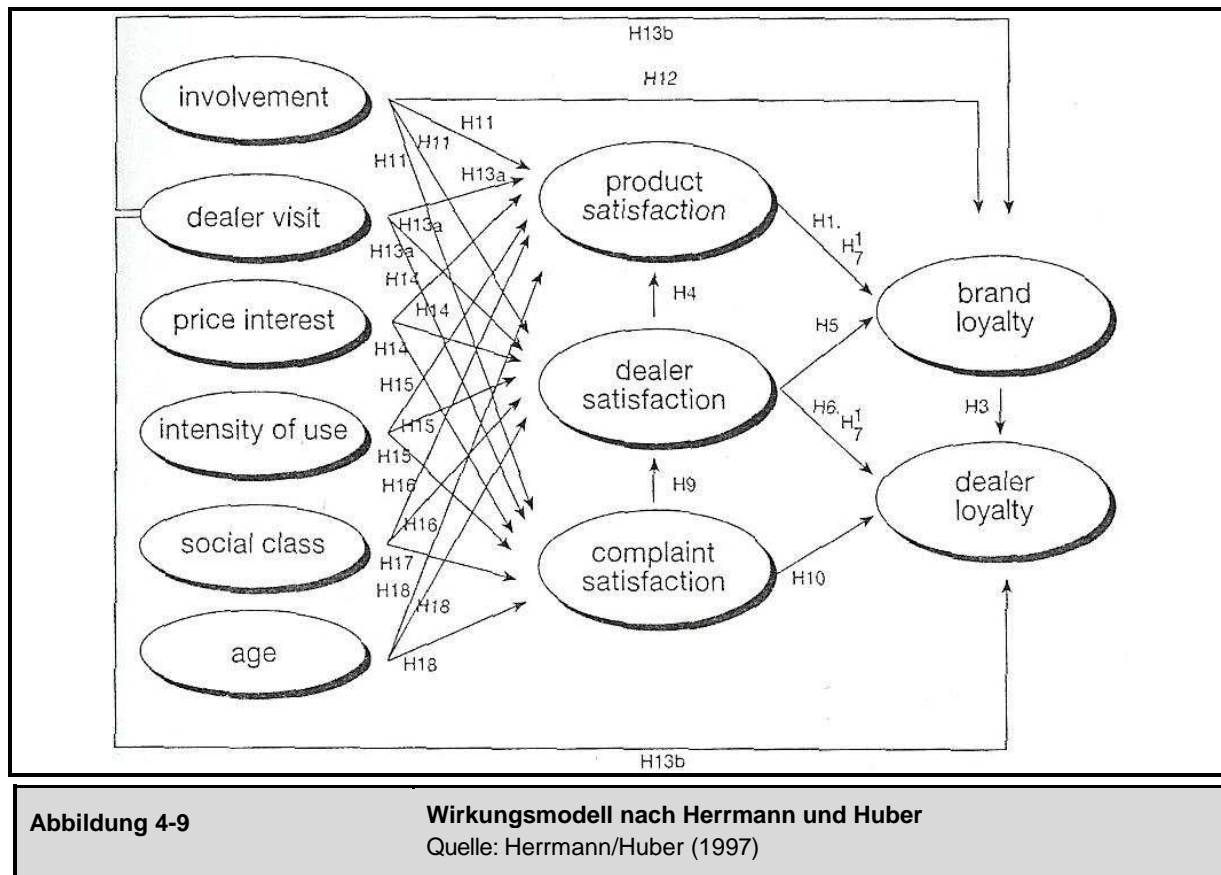 H13b
H12
involvement
H11
H11
H11
product
satisfaction
H13a
dealer visit
H13a
H13a
H1.
H¹₇
H14
H4
brand
loyalty
price interest
H14
H5
H14
dealer
satisfaction
H15
H6.
H¹₇
H3
intensity of use
H15
H15
dealer
loyalty
H16
H9
social class
H16
complaint
satisfaction
H17
H10
H18
H18
age
H18
H13b
Abbildung 4-9
Wirkungsmodell nach Herrmann und Huber
Quelle: Herrmann/Huber (1997)